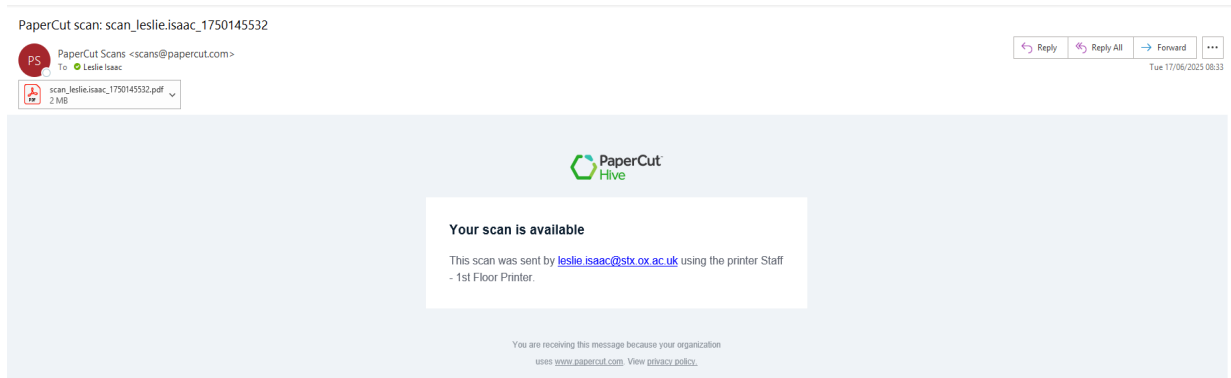 PaperCut scan: scan_leslie.isaac_1750145532
PS
PaperCut Scans <scans@papercut.com>
To Leslie Isaac
Reply
Reply All
Forward
Tue 17/06/2025 08:33
PDF
scan_leslie.isaac_1750145532.pdf
2 MB
PaperCut
Hive
Your scan is available
This scan was sent by leslie.isaac@stx.ox.ac.uk using the printer Staff
- 1st Floor Printer.
You are receiving this message because your organization
uses www.papercut.com. View privacy policy.